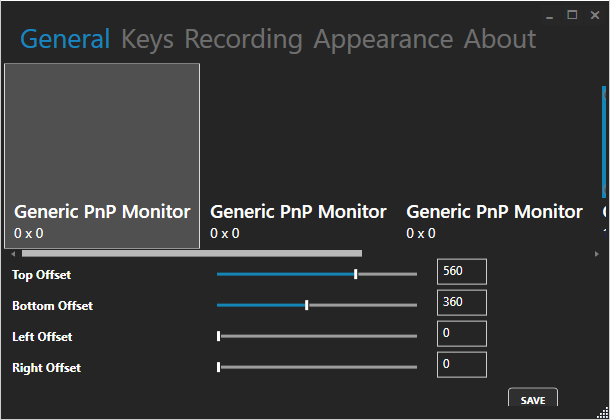 General Keys Recording Appearance About
Generic PnP Monitor Generic PnP Monitor Generic PnP Monitor
0 x 0 0 x 0 0 x 0
Top Offset 560
Bottom Offset 360
Left Offset 0
Right Offset 0
SAVE